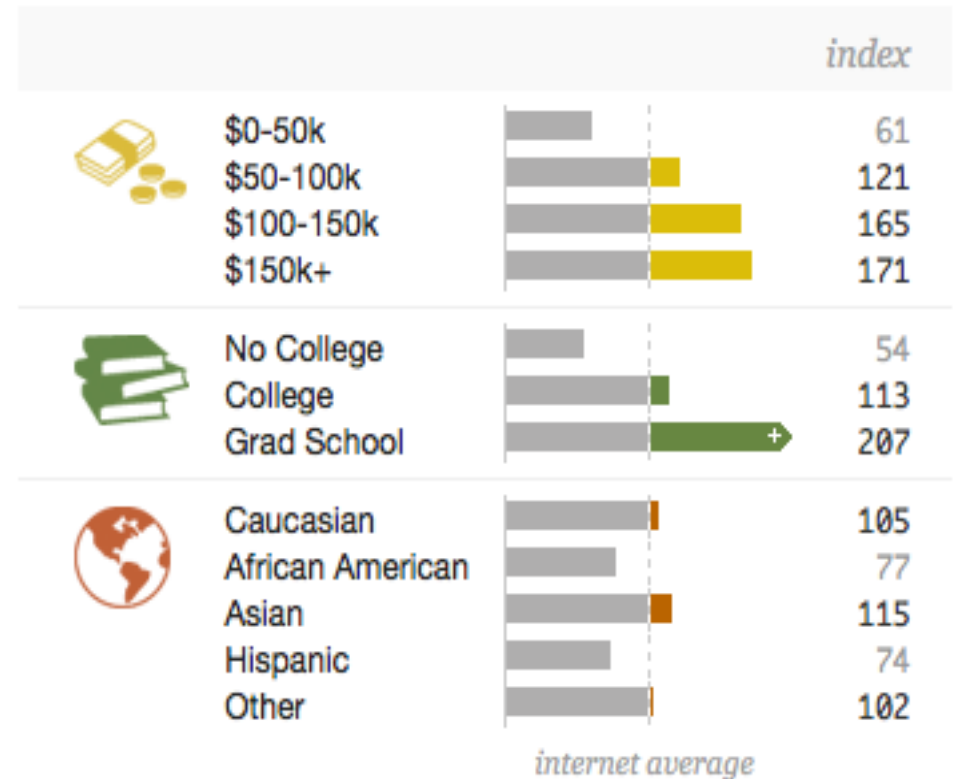 index
$0-50k 61
$50-100k 121
$100-150k 165
$150k+ 171
No College 54
College 113
Grad School + 207
Caucasian 105
African American 77
Asian 115
Hispanic 74
Other 102
internet average